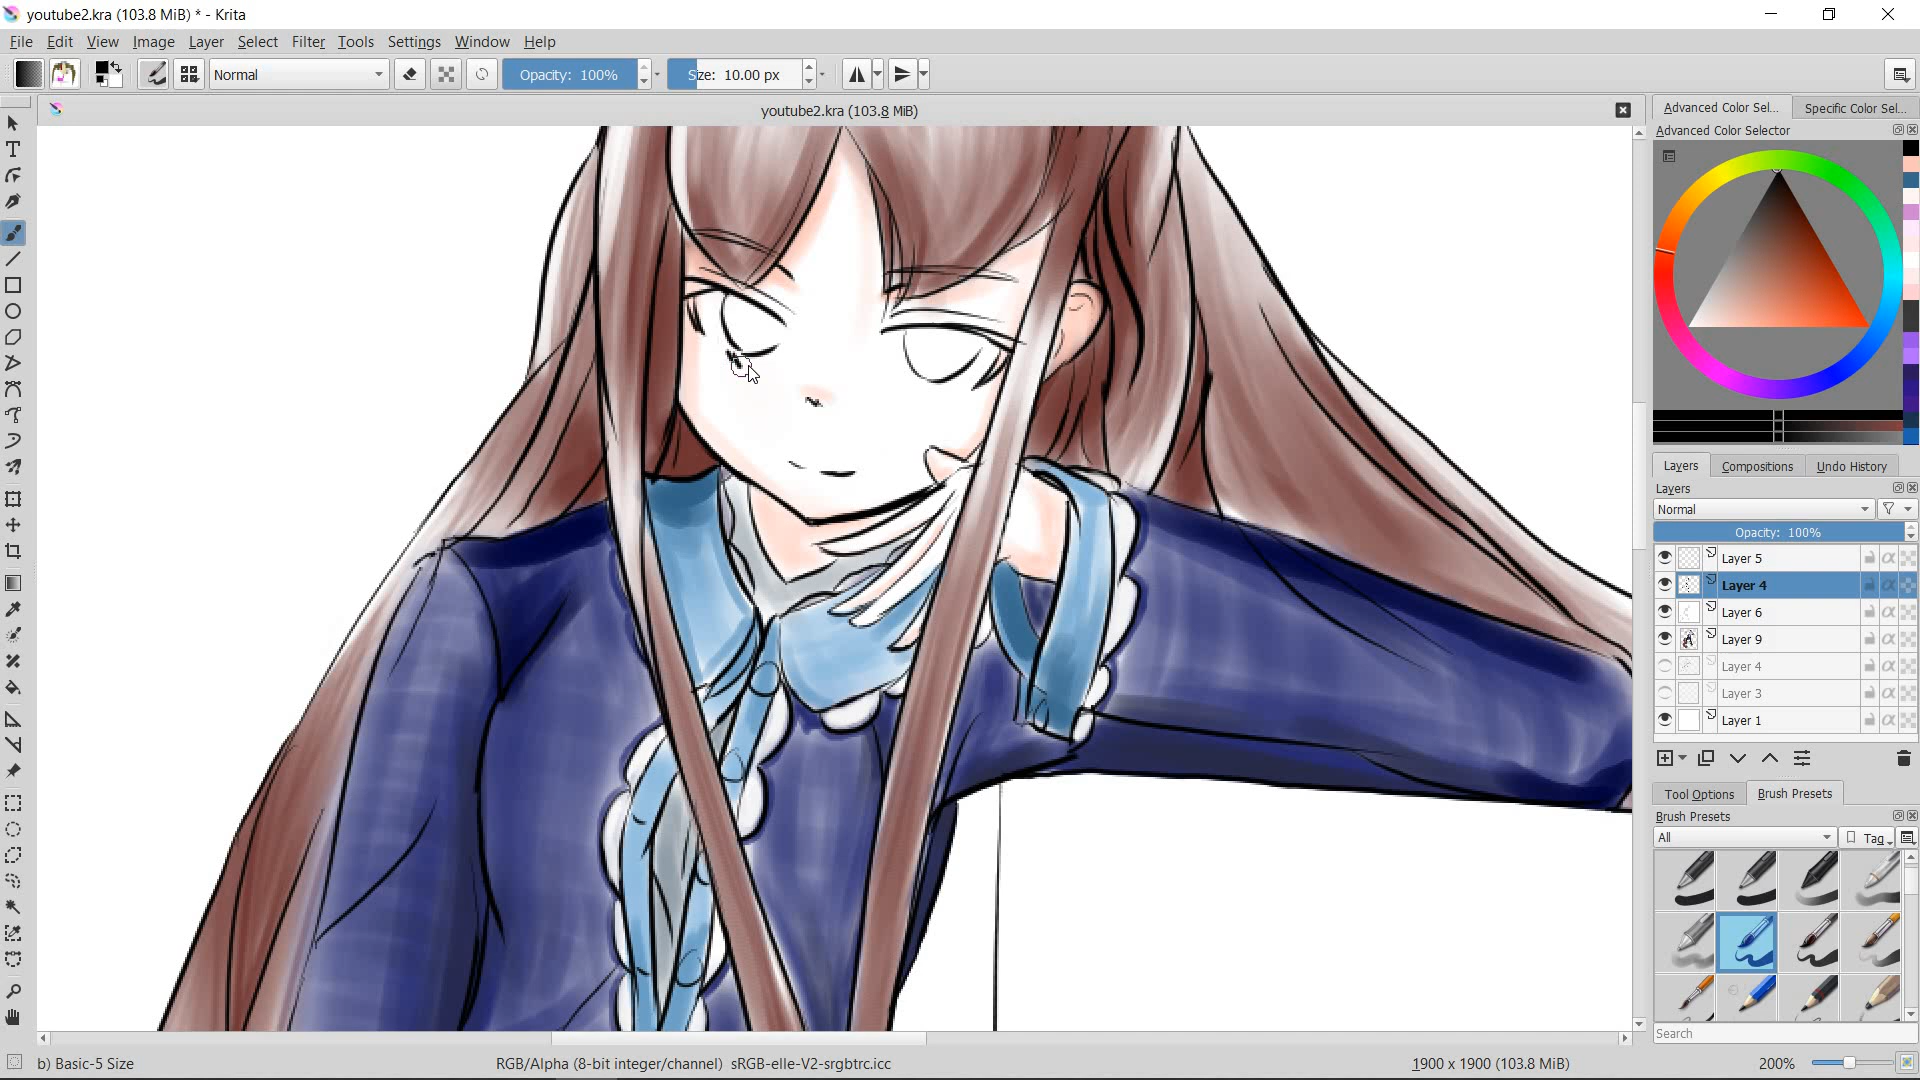 youtube2.kra (103.8 MiB) * - Krita
File Edit View Image Layer Select Filter Tools Settings Window Help
Normal Opacity: 100% Size: 10.00 px
youtube2.kra (103.8 MiB)
Advanced Color Sel... Specific Color Sel...
Advanced Color Selector
Layers Compositions Undo History
Layers
Normal
Opacity: 100%
Layer 5
Layer 4
Layer 6
Layer 9
Layer 4
Layer 3
Layer 1
Tool Options Brush Presets
Brush Presets
All Tag
Search
b) Basic-5 Size RGB/Alpha (8-bit integer/channel) sRGB-elle-V2-srgbtrc.icc 1900 x 1900 (103.8 MiB) 200%